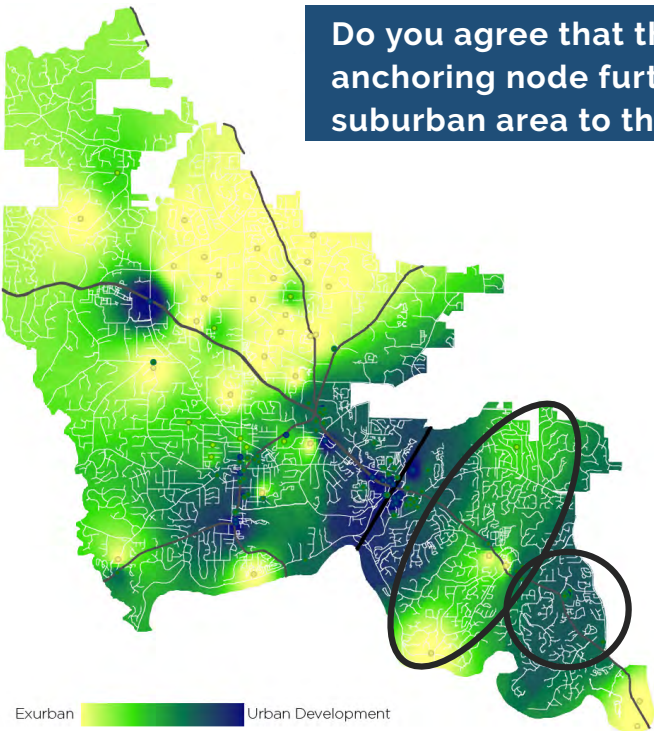 Do you agree that th
anchoring node furt
suburban area to th
Exurban
Urban Development